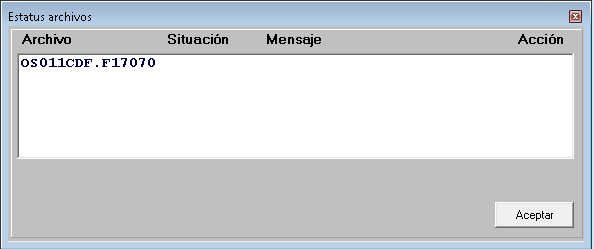 Estatus archivos
Archivo Situación Mensaje Acción
OS011CDF.F17070
Aceptar